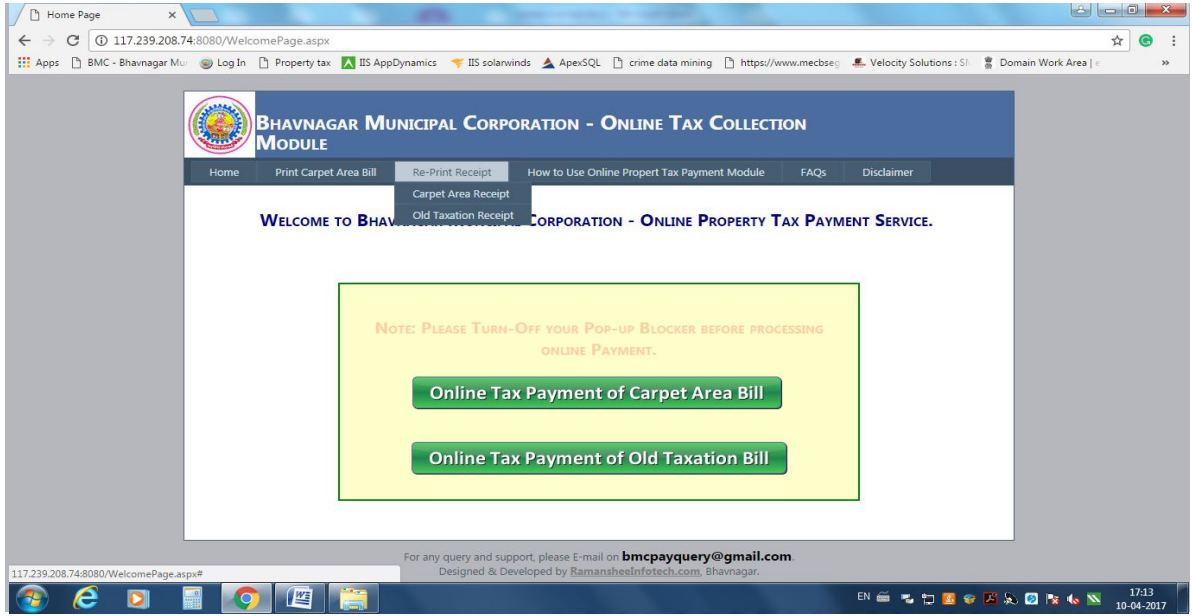 Home Page
117.239.208.74:8080/WelcomePage.aspx
Apps BMC - Bhavnagar Mu Log In Property tax IIS AppDynamics IIS solarwinds ApexSQL crime data mining https://www.mecbseg Velocity Solutions : Domain Work Area |
BHAVNAGAR MUNICIPAL CORPORATION - ONLINE TAX COLLECTION
MODULE
Home Print Carpet Area Bill Re-Print Receipt How to Use Online Propert Tax Payment Module FAQs Disclaimer
Carpet Area Receipt
Old Taxation Receipt
WELCOME TO BHAVNAGAR MUNICIPAL CORPORATION - ONLINE PROPERTY TAX PAYMENT SERVICE.
NOTE: PLEASE TURN-OFF YOUR POP-UP BLOCKER BEFORE PROCESSING
ONLINE PAYMENT.
Online Tax Payment of Carpet Area Bill
Online Tax Payment of Old Taxation Bill
For any query and support, please E-mail on bmcpayquery@gmail.com.
Designed & Developed by RamansheeInfotech.com, Bhavnagar.
117.239.208.74:8080/WelcomePage.aspx#
EN
17:13
10-04-2017